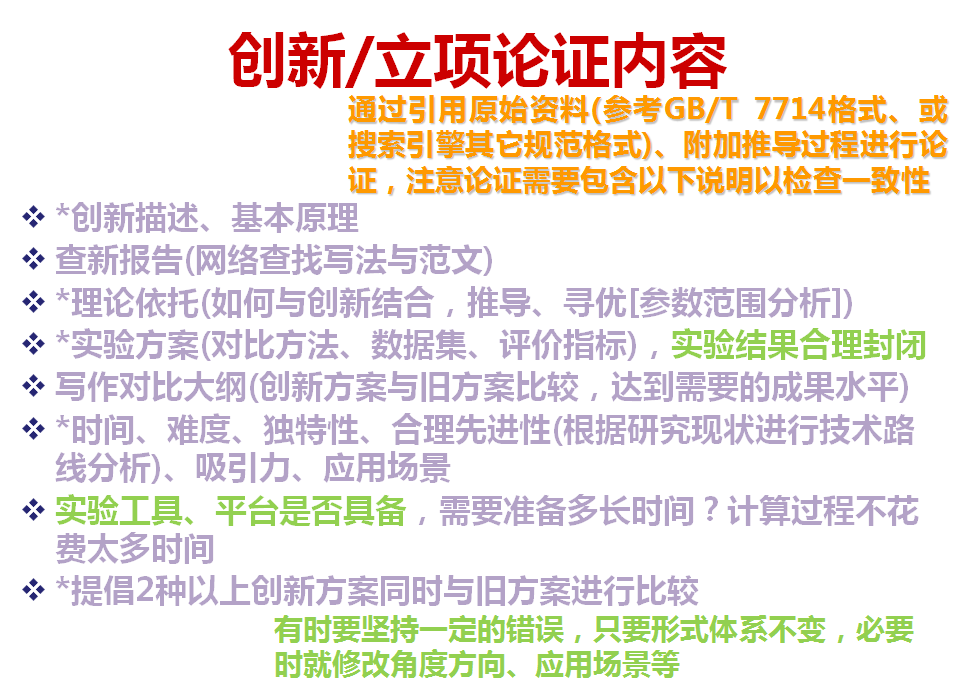 创新/立项论证内容
通过引用原始资料(参考GB/T 7714格式、或
搜索引擎其它规范格式)、附加推导过程进行论
证，注意论证需要包含以下说明以检查一致性
❖ *创新描述、基本原理
❖ 查新报告(网络查找写法与范文)
❖ *理论依托(如何与创新结合，推导、寻优[参数范围分析])
❖ *实验方案(对比方法、数据集、评价指标)，实验结果合理封闭
❖ 写作对比大纲(创新方案与旧方案比较，达到需要的成果水平)
❖ *时间、难度、独特性、合理先进性(根据研究现状进行技术路
线分析)、吸引力、应用场景
❖ 实验工具、平台是否具备，需要准备多长时间？计算过程不花
费太多时间
❖ *提倡2种以上创新方案同时与旧方案进行比较
有时要坚持一定的错误，只要形式体系不变，必要
时就修改角度方向、应用场景等